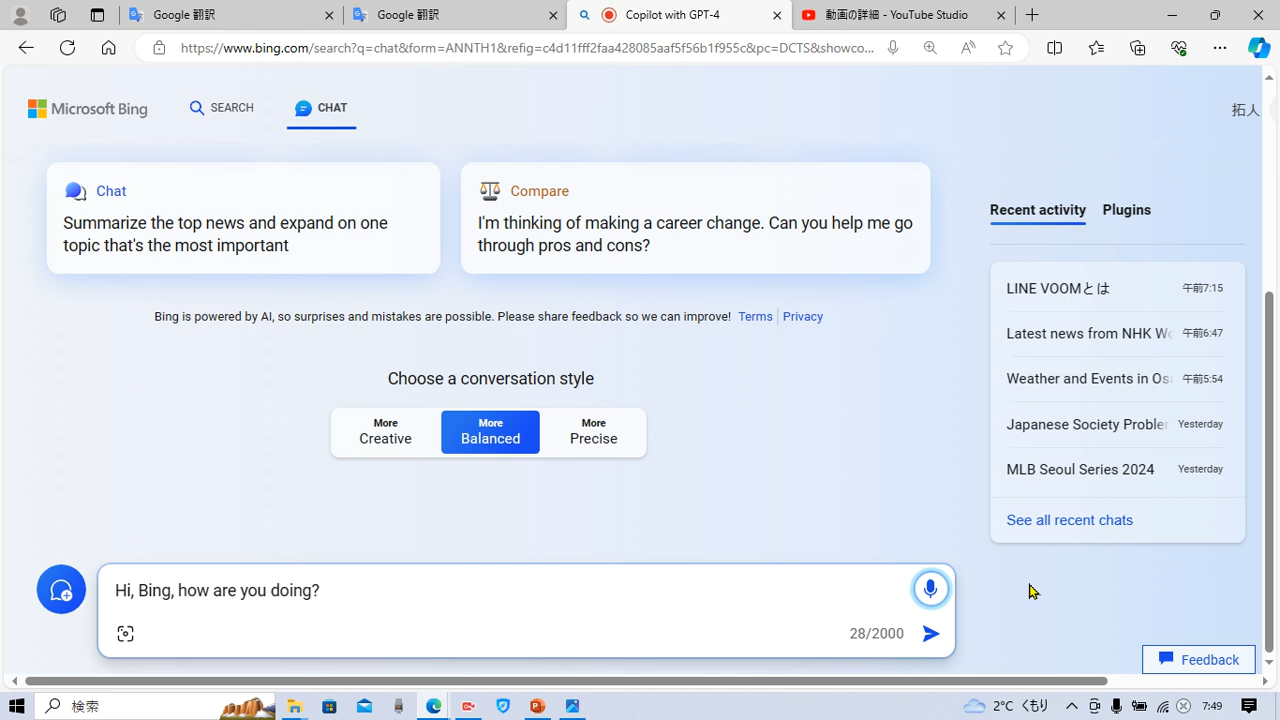 Google 翻訳
Google 翻訳
Copilot with GPT-4
動画の詳細 - YouTube Studio
https://www.bing.com/search?q=chat&form=ANNTH1&refig=c4d11fff2faa428085aaf5f56b1f955c&pc=DCTS&showco...
Microsoft Bing
SEARCH
CHAT
拓人
Chat
Summarize the top news and expand on one
topic that's the most important
Compare
I'm thinking of making a career change. Can you help me go
through pros and cons?
Recent activity
Plugins
LINE VOOMとは 午前7:15
Latest news from NHK Wo 午前6:47
Weather and Events in Osa 午前5:54
Japanese Society Probler Yesterday
MLB Seoul Series 2024 Yesterday
See all recent chats
Bing is powered by AI, so surprises and mistakes are possible. Please share feedback so we can improve! Terms Privacy
Choose a conversation style
More
Creative
More
Balanced
More
Precise
Hi, Bing, how are you doing?
28/2000
Feedback
検索
2°C くもり
7:49